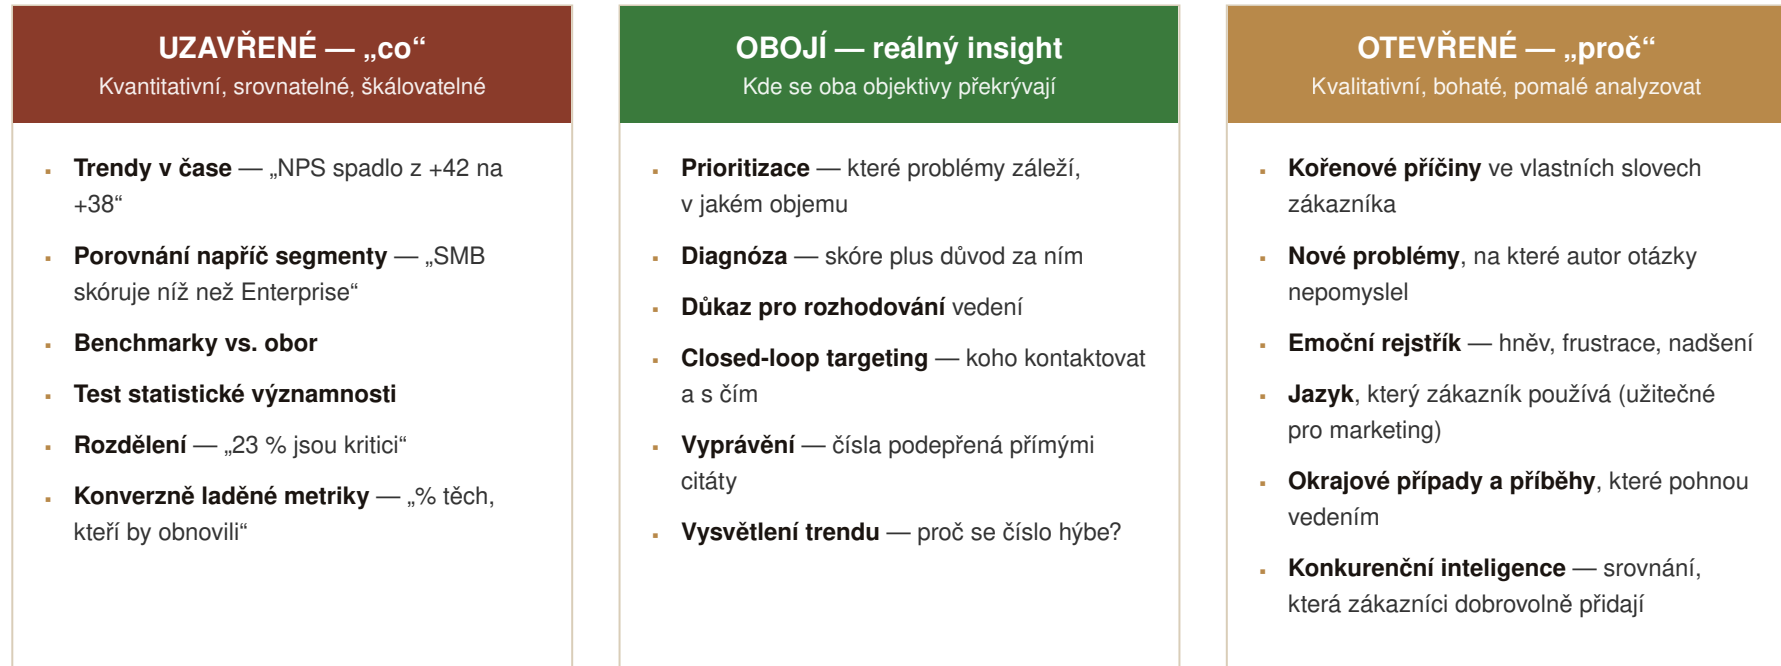 UZAVŘENÉ — „co“
Kvantitativní, srovnatelné, škálovatelné
▪ Trendy v čase — „NPS spadlo z +42 na
+38“
▪ Porovnání napříč segmenty — „SMB
skóruje níž než Enterprise“
▪ Benchmarky vs. obor
▪ Test statistické významnosti
▪ Rozdělení — „23 % jsou kritici“
▪ Konverzně laděné metriky — „% těch,
kteří by obnovili“
OBOJÍ — reálný insight
Kde se oba objektivy překrývají
▪ Prioritizace — které problémy záleží,
v jakém objemu
▪ Diagnóza — skóre plus důvod za ním
▪ Důkaz pro rozhodování vedení
▪ Closed-loop targeting — koho kontaktovat
a s čím
▪ Vyprávění — čísla podepřená přímými
citáty
▪ Vysvětlení trendu — proč se číslo hýbe?
OTEVŘENÉ — „proč“
Kvalitativní, bohaté, pomalé analyzovat
▪ Kořenové příčiny ve vlastních slovech
zákazníka
▪ Nové problémy, na které autor otázky
nepomyslel
▪ Emoční rejstřík — hněv, frustrace, nadšení
▪ Jazyk, který zákazník používá (užitečné
pro marketing)
▪ Okrajové případy a příběhy, které pohnou
vedením
▪ Konkurenční inteligence — srovnání,
která zákazníci dobrovolně přidají